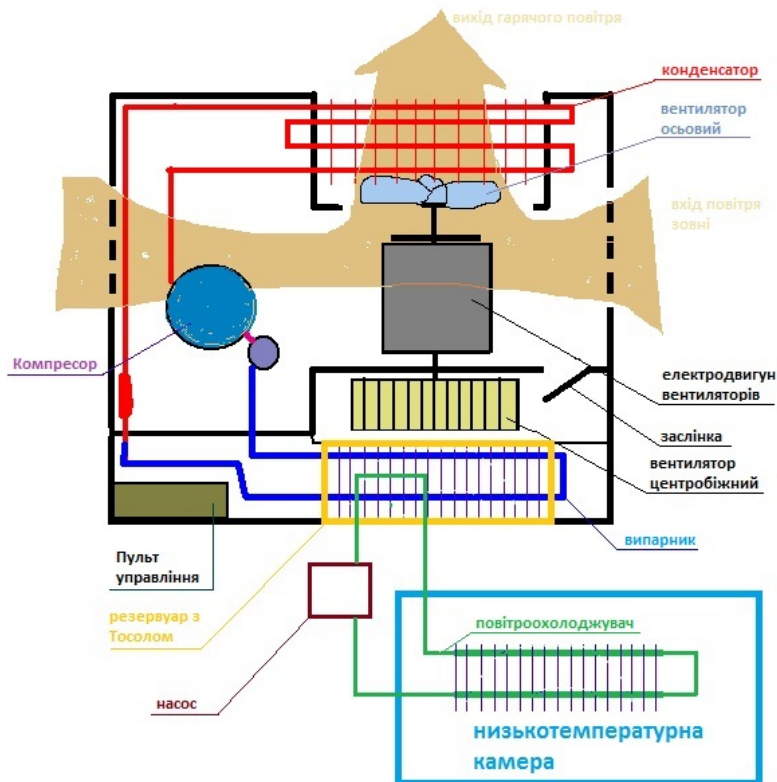 вихід гарячого повітря
конденсатор
вентилятор
осьовий
вхід повітря
зовні
Компресор
електродвигун
вентиляторів
заслінка
вентилятор
центробіжний
Пульт
управління
випарник
резервуар з
Тосолом
повітроохолоджувач
насос
низькотемпературна
камера